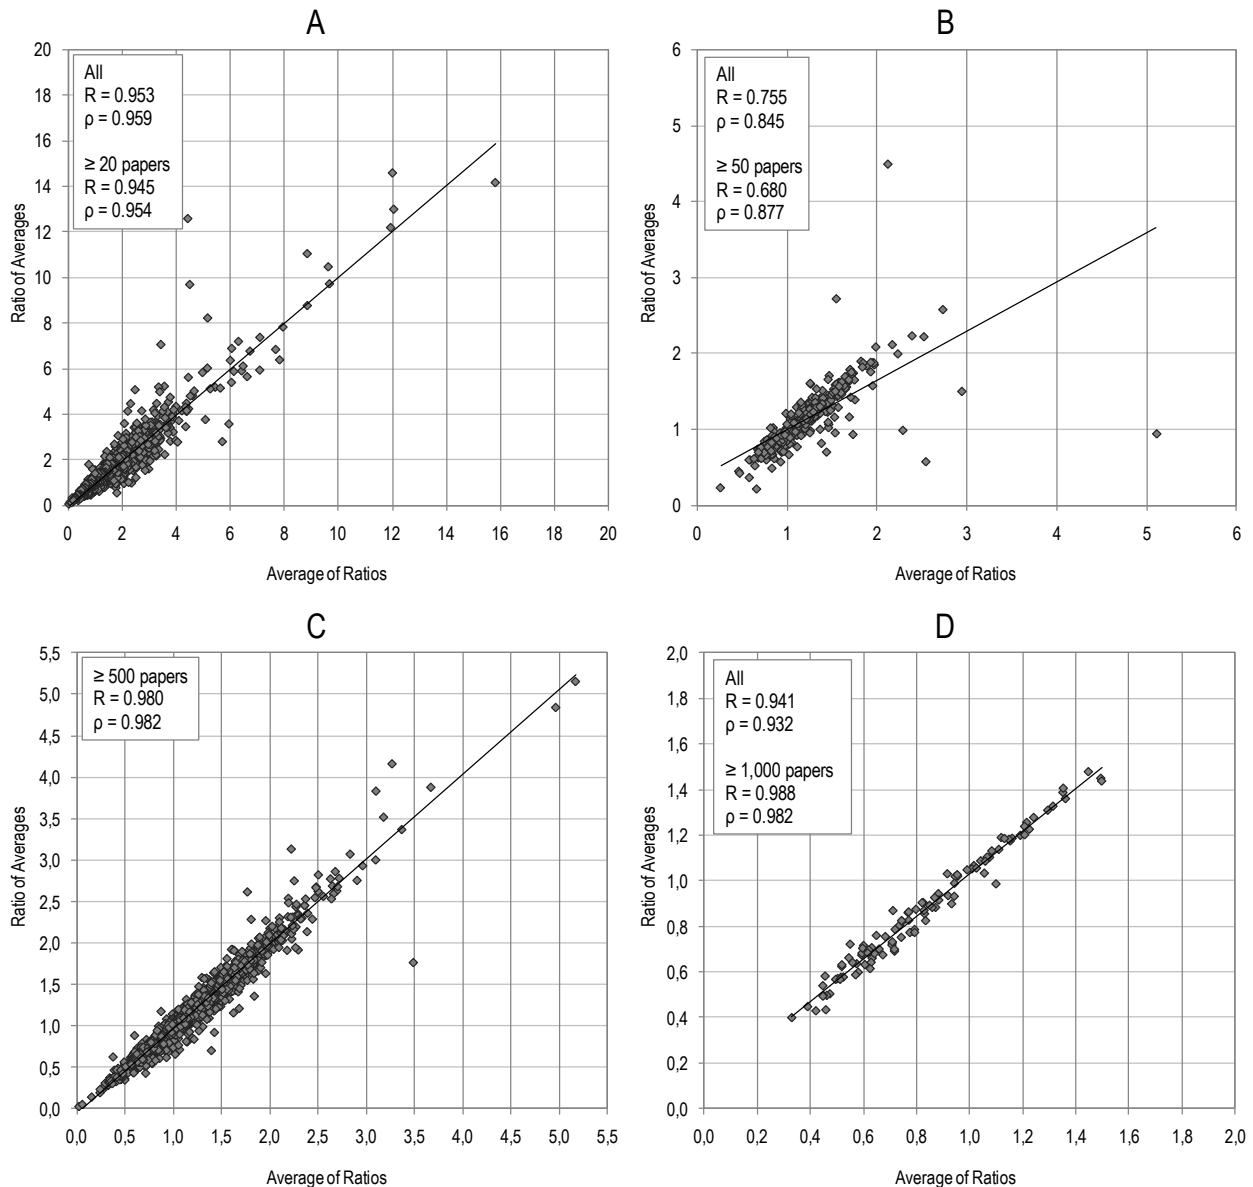 A
20
18
16
14
12
10
8
6
4
2
0
All
R = 0.953
ρ = 0.959
≥ 20 papers
R = 0.945
ρ = 0.954
Ratio of Averages
0 2 4 6 8 10 12 14 16 18 20
Average of Ratios
B
6
5
4
3
2
1
0
All
R = 0.755
ρ = 0.845
≥ 50 papers
R = 0.680
ρ = 0.877
Ratio of Averages
0 1 2 3 4 5 6
Average of Ratios
C
5,5
5,0
4,5
4,0
3,5
3,0
2,5
2,0
1,5
1,0
0,5
0,0
≥ 500 papers
R = 0.980
ρ = 0.982
Ratio of Averages
0,0 0,5 1,0 1,5 2,0 2,5 3,0 3,5 4,0 4,5 5,0 5,5
Average of Ratios
D
2,0
1,8
1,6
1,4
1,2
1,0
0,8
0,6
0,4
0,2
0,0
All
R = 0.941
ρ = 0.932
≥ 1,000 papers
R = 0.988
ρ = 0.982
Ratio of Averages
0,0 0,2 0,4 0,6 0,8 1,0 1,2 1,4 1,6 1,8 2,0
Average of Ratios